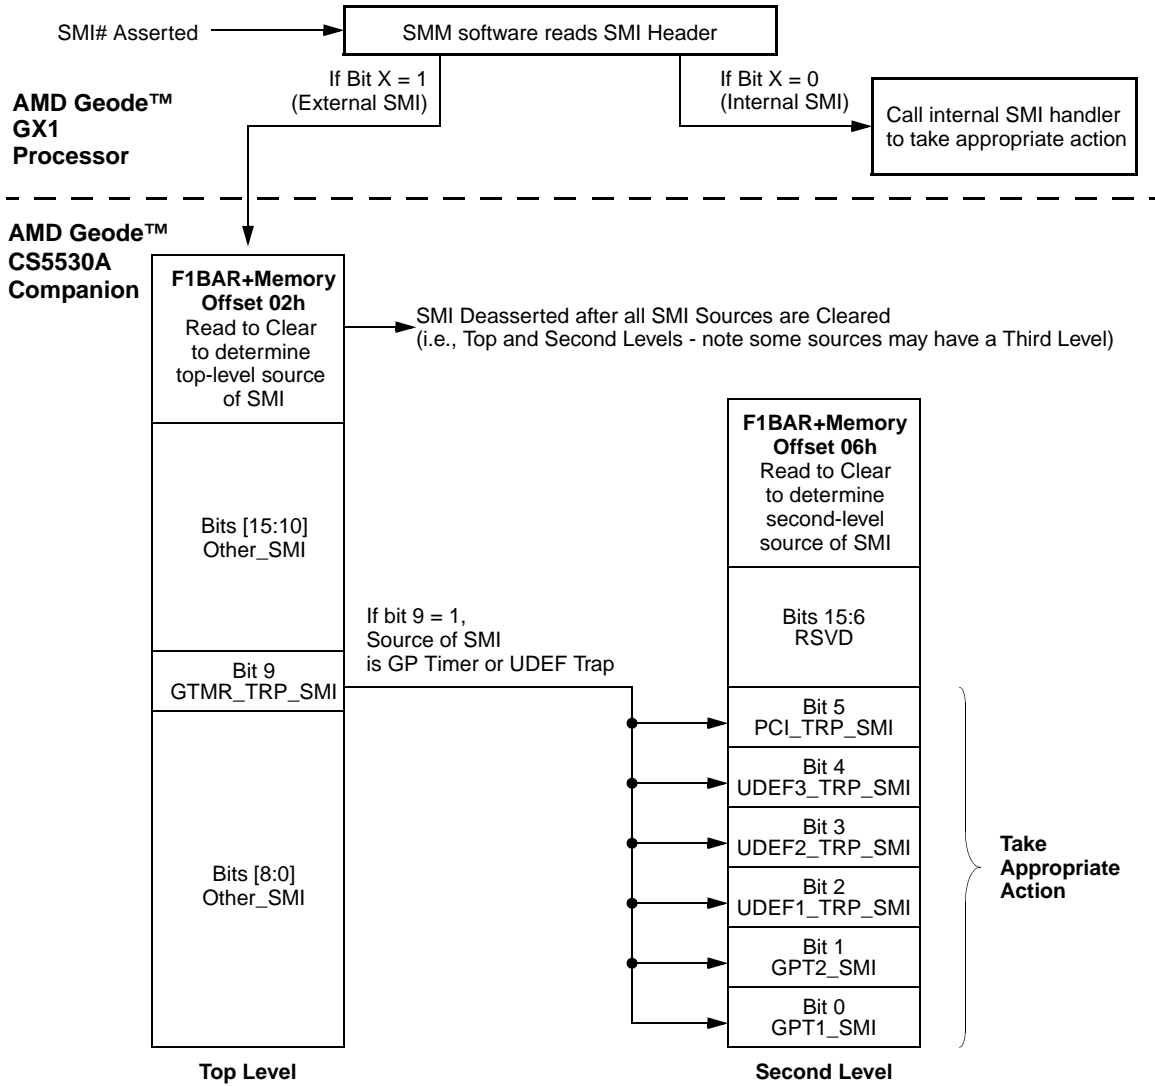 SMI# Asserted
SMM software reads SMI Header
If Bit X = 1
(External SMI)
If Bit X = 0
(Internal SMI)
AMD Geode™
GX1
Processor
Call internal SMI handler
to take appropriate action
AMD Geode™
CS5530A
Companion
F1BAR+Memory
Offset 02h
Read to Clear
to determine
top-level source
of SMI
SMI Deasserted after all SMI Sources are Cleared
(i.e., Top and Second Levels - note some sources may have a Third Level)
Bits [15:10]
Other_SMI
If bit 9 = 1,
Source of SMI
is GP Timer or UDEF Trap
Bit 9
GTMR_TRP_SMI
Bits [8:0]
Other_SMI
Top Level
F1BAR+Memory
Offset 06h
Read to Clear
to determine
second-level
source of SMI
Bits 15:6
RSVD
Bit 5
PCI_TRP_SMI
Bit 4
UDEF3_TRP_SMI
Bit 3
UDEF2_TRP_SMI
Bit 2
UDEF1_TRP_SMI
Bit 1
GPT2_SMI
Bit 0
GPT1_SMI
Take
Appropriate
Action
Second Level